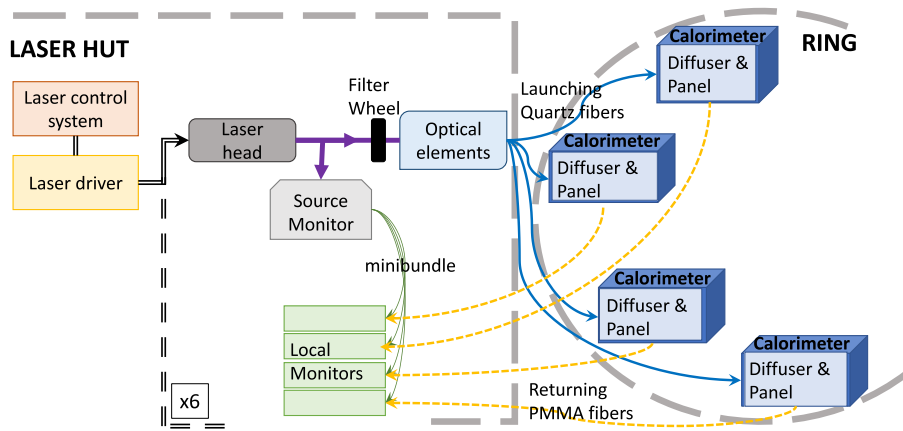 LASER HUT
RING
Laser control
system
Laser driver
Laser
head
Filter
Wheel
Optical
elements
Source
Monitor
minibundle
Local
Monitors
x6
Launching
Quartz fibers
Calorimeter
Diffuser &
Panel
Calorimeter
Diffuser &
Panel
Calorimeter
Diffuser &
Panel
Calorimeter
Diffuser &
Panel
Returning
PMMA fibers